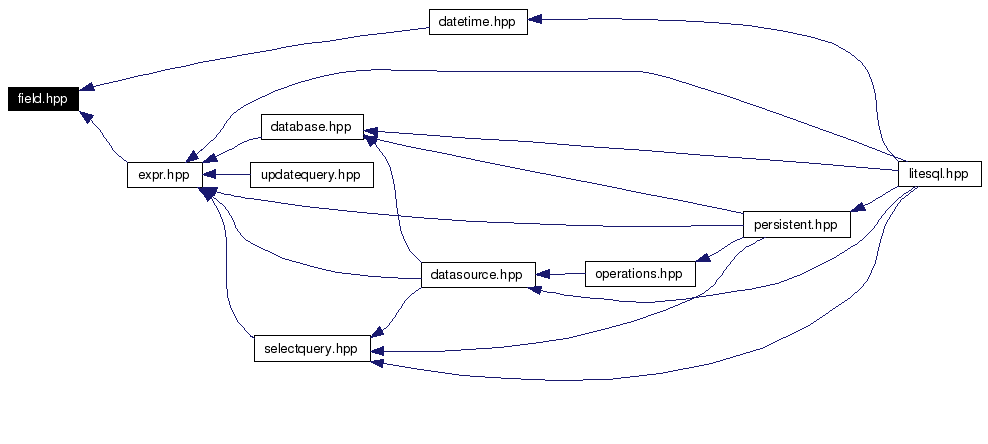 datetime.hpp
field.hpp
database.hpp
expr.hpp
updatequery.hpp
litesql.hpp
persistent.hpp
datasource.hpp
operations.hpp
selectquery.hpp